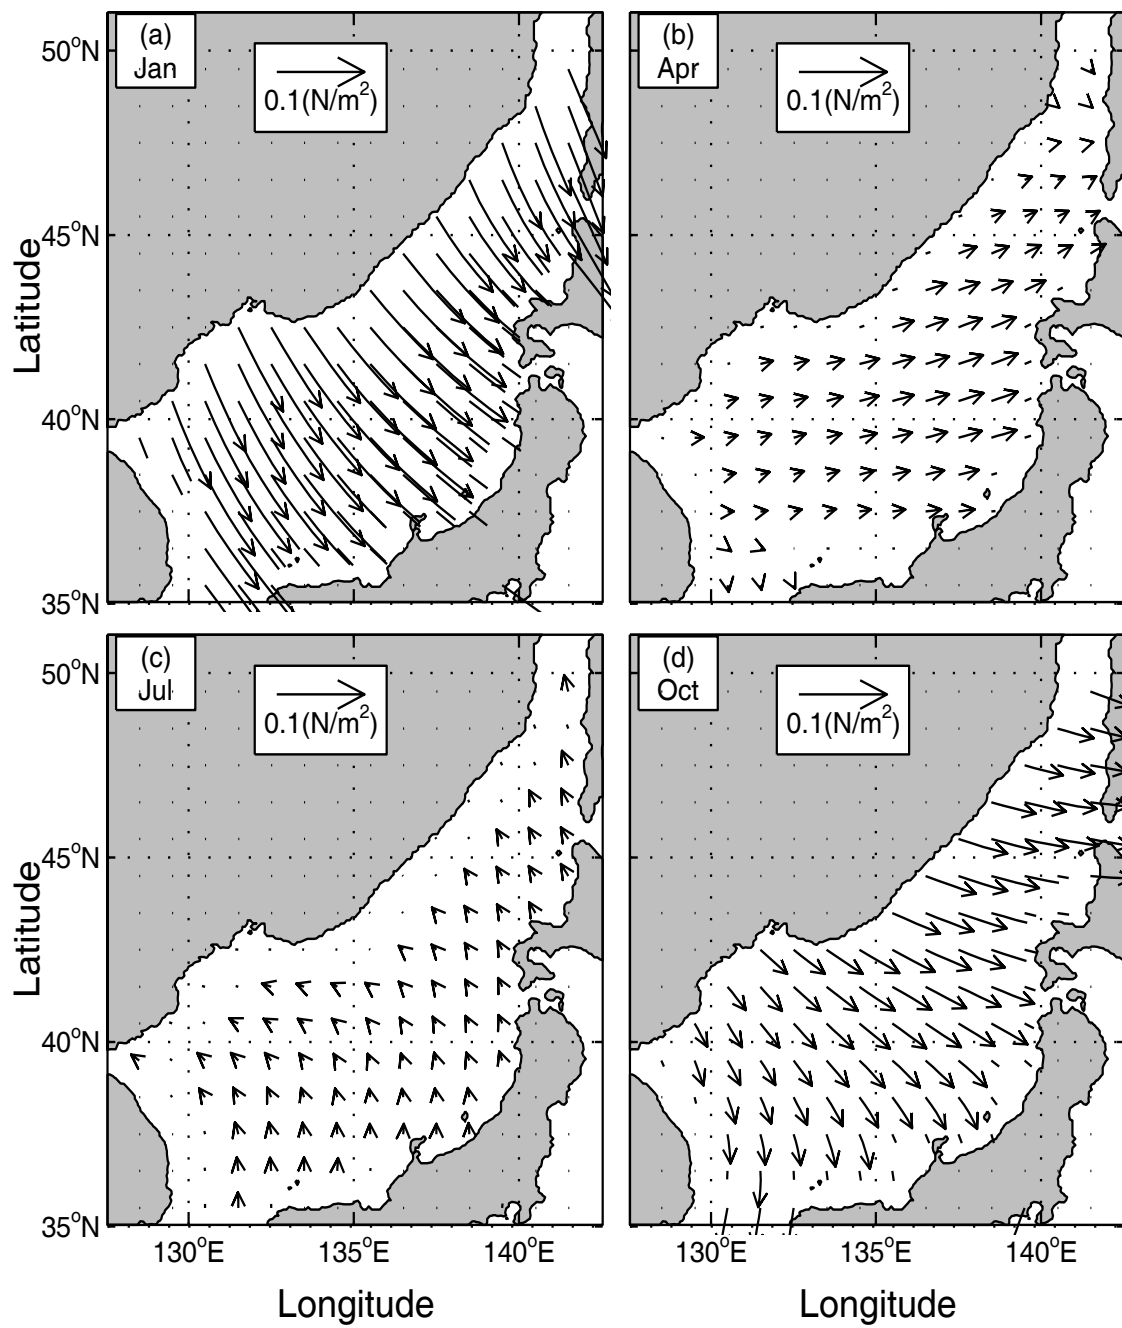 (a)
Jan
0.1(N/m²)
(b)
Apr
0.1(N/m²)
50°N
45°N
40°N
35°N
Latitude
(c)
Jul
0.1(N/m²)
(d)
Oct
0.1(N/m²)
50°N
45°N
40°N
35°N
Latitude
130°E
135°E
140°E
130°E
135°E
140°E
Longitude
Longitude